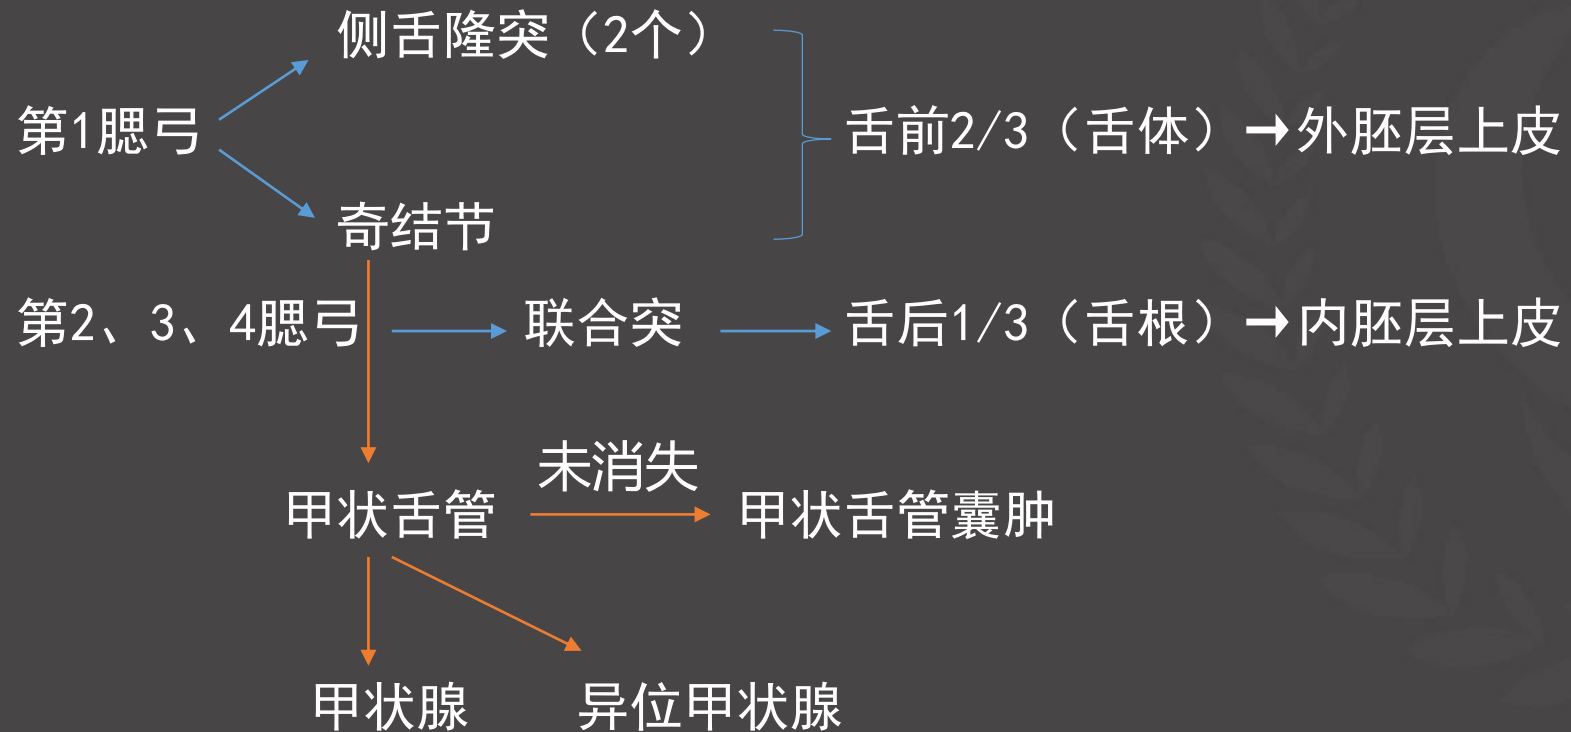 侧舌隆突（2个）
第1腮弓
舌前2/3（舌体）→外胚层上皮
奇结节
第2、3、4腮弓
联合突
舌后1/3（舌根）→内胚层上皮
未消失
甲状舌管
甲状舌管囊肿
甲状腺
异位甲状腺